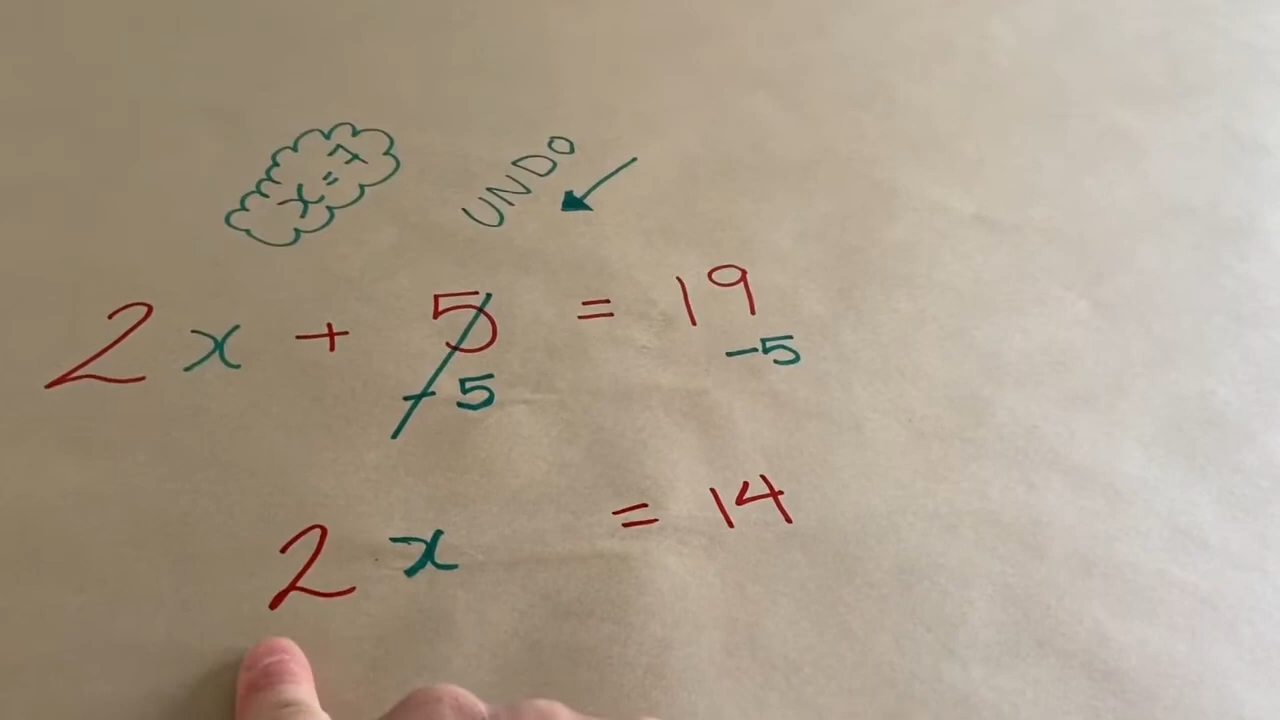 x = 7
UNDO
2x + 5 = 19
-5 -5
2x = 14